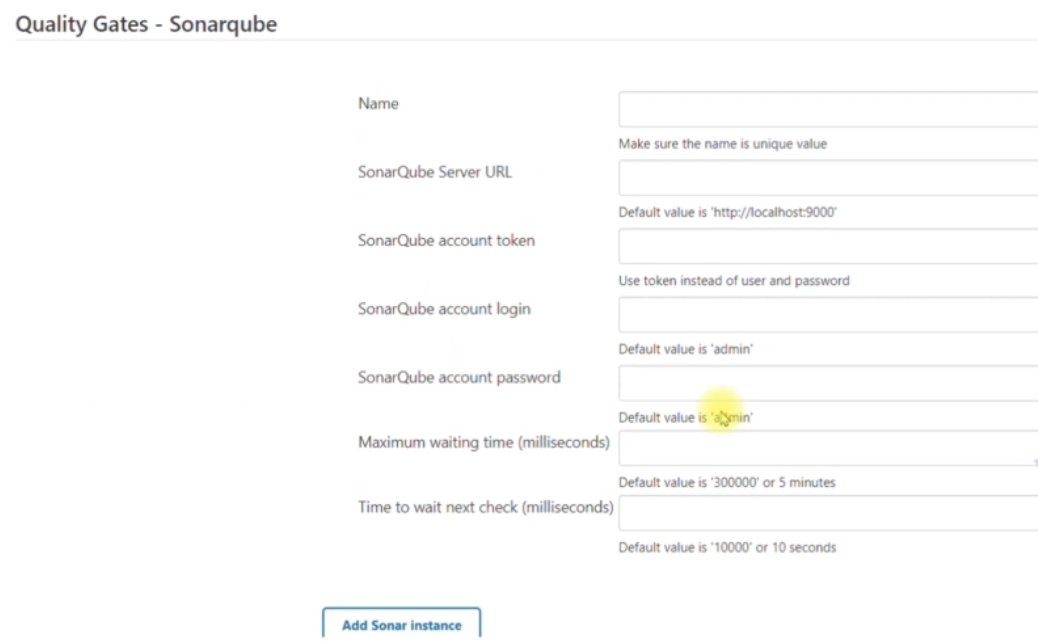 Quality Gates - Sonarqube
Name
Make sure the name is unique value
SonarQube Server URL
Default value is 'http://localhost:9000'
SonarQube account token
Use token instead of user and password
SonarQube account login
Default value is 'admin'
SonarQube account password
Default value is 'admin'
Maximum waiting time (milliseconds)
Default value is '300000' or 5 minutes
Time to wait next check (milliseconds)
Default value is '10000' or 10 seconds
Add Sonar instance